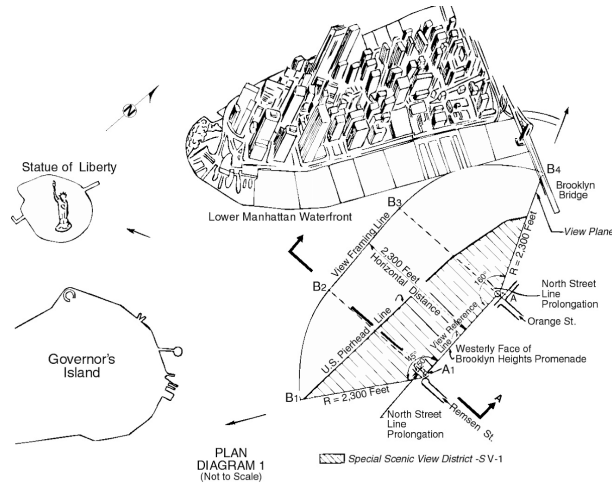 N
Statue of Liberty
Lower Manhattan Waterfront
B4
Brooklyn
Bridge
View Plane
B3
View Framing Line
2,300 Feet
Horizontal Distance
R = 2,300 Feet
160°
A
North Street
Line
Prolongation
Orange St.
B2
U.S. Pierhead Line
View Reference
Line
Westerly Face of
Brooklyn Heights Promenade
45°
A1
B1
R = 2,300 Feet
Governor's
Island
North Street
Line
Prolongation
Remsen St.
A
PLAN
DIAGRAM 1
(Not to Scale)
Special Scenic View District -S V-1